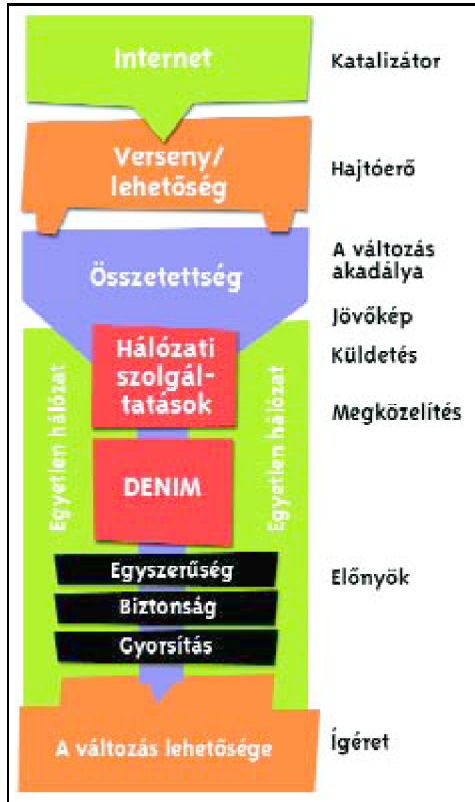 Internet
Katalizátor
Verseny/
lehetőség
Hajtóerő
Összetettség
A változás
akadálya
Jövőkép
Hálózati
szolgál-
tatások
Küldetés
Megközelítés
Egyetlen hálózat
Egyetlen hálózat
DENIM
Egyszerűség
Biztonság
Gyorsítás
Előnyök
A változás lehetősége
Ígéret